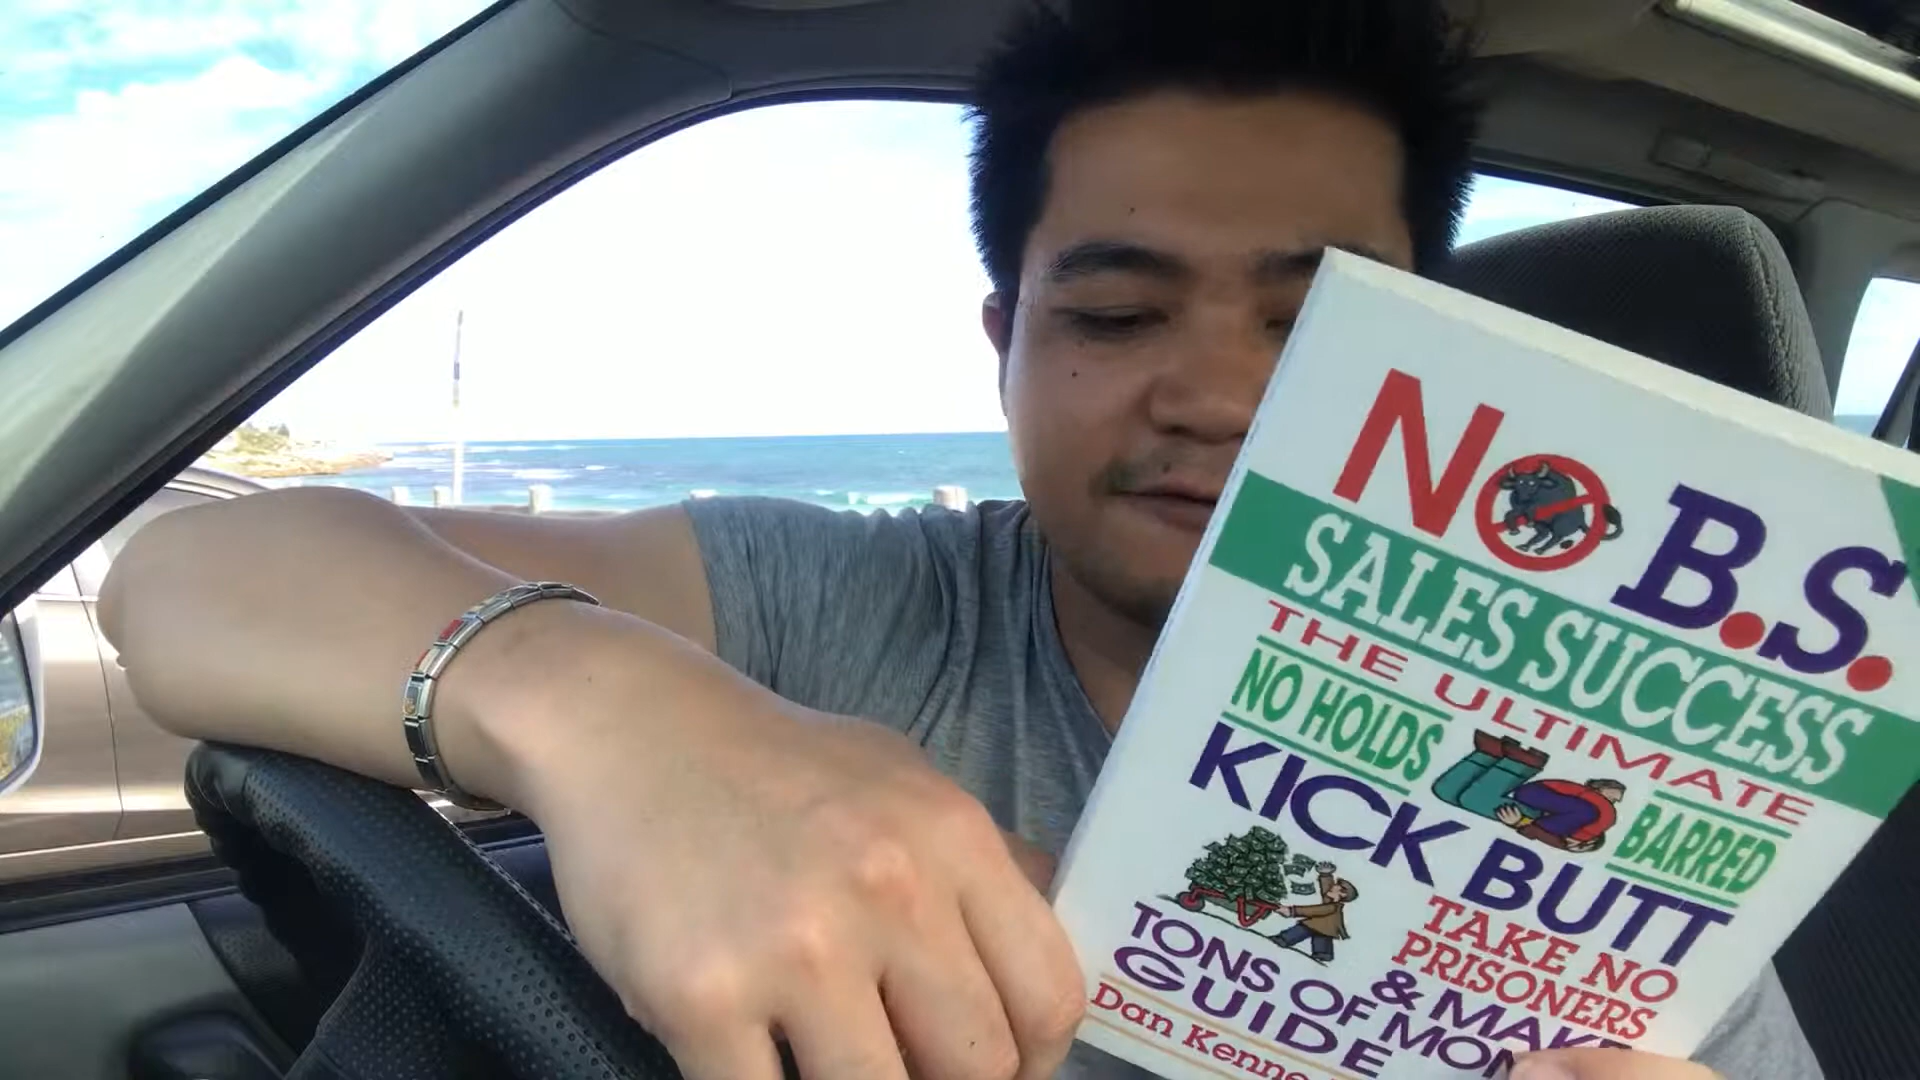 NO B.S.
SALES SUCCESS
THE ULTIMATE
NO HOLDS BARRED
KICK BUTT
TAKE NO
PRISONERS
& MAKE
TONS OF MON
GUIDE
Dan Kenne